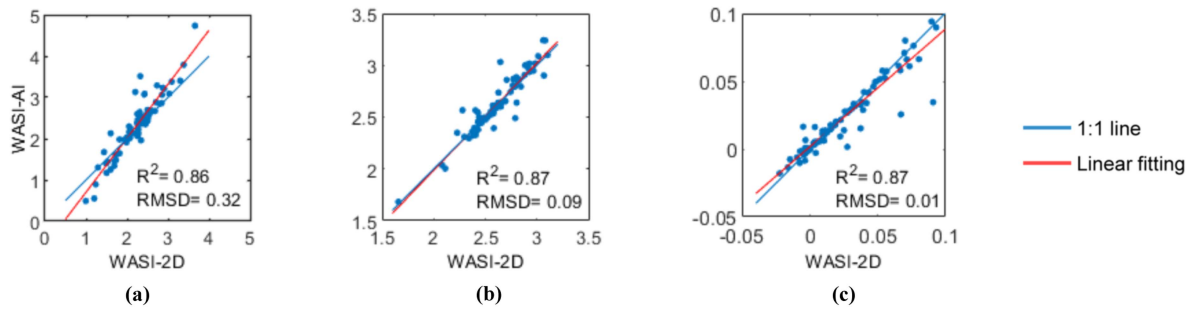 5
4
3
2
1
0
WASI-AI
R²= 0.86
RMSD= 0.32
0 1 2 3 4 5
WASI-2D
(a)
3.5
3
2.5
2
1.5
R²= 0.87
RMSD= 0.09
1.5 2 2.5 3 3.5
WASI-2D
(b)
0.1
0.05
0
-0.05
R²= 0.87
RMSD= 0.01
-0.05 0 0.05 0.1
WASI-2D
(c)
1:1 line
Linear fitting